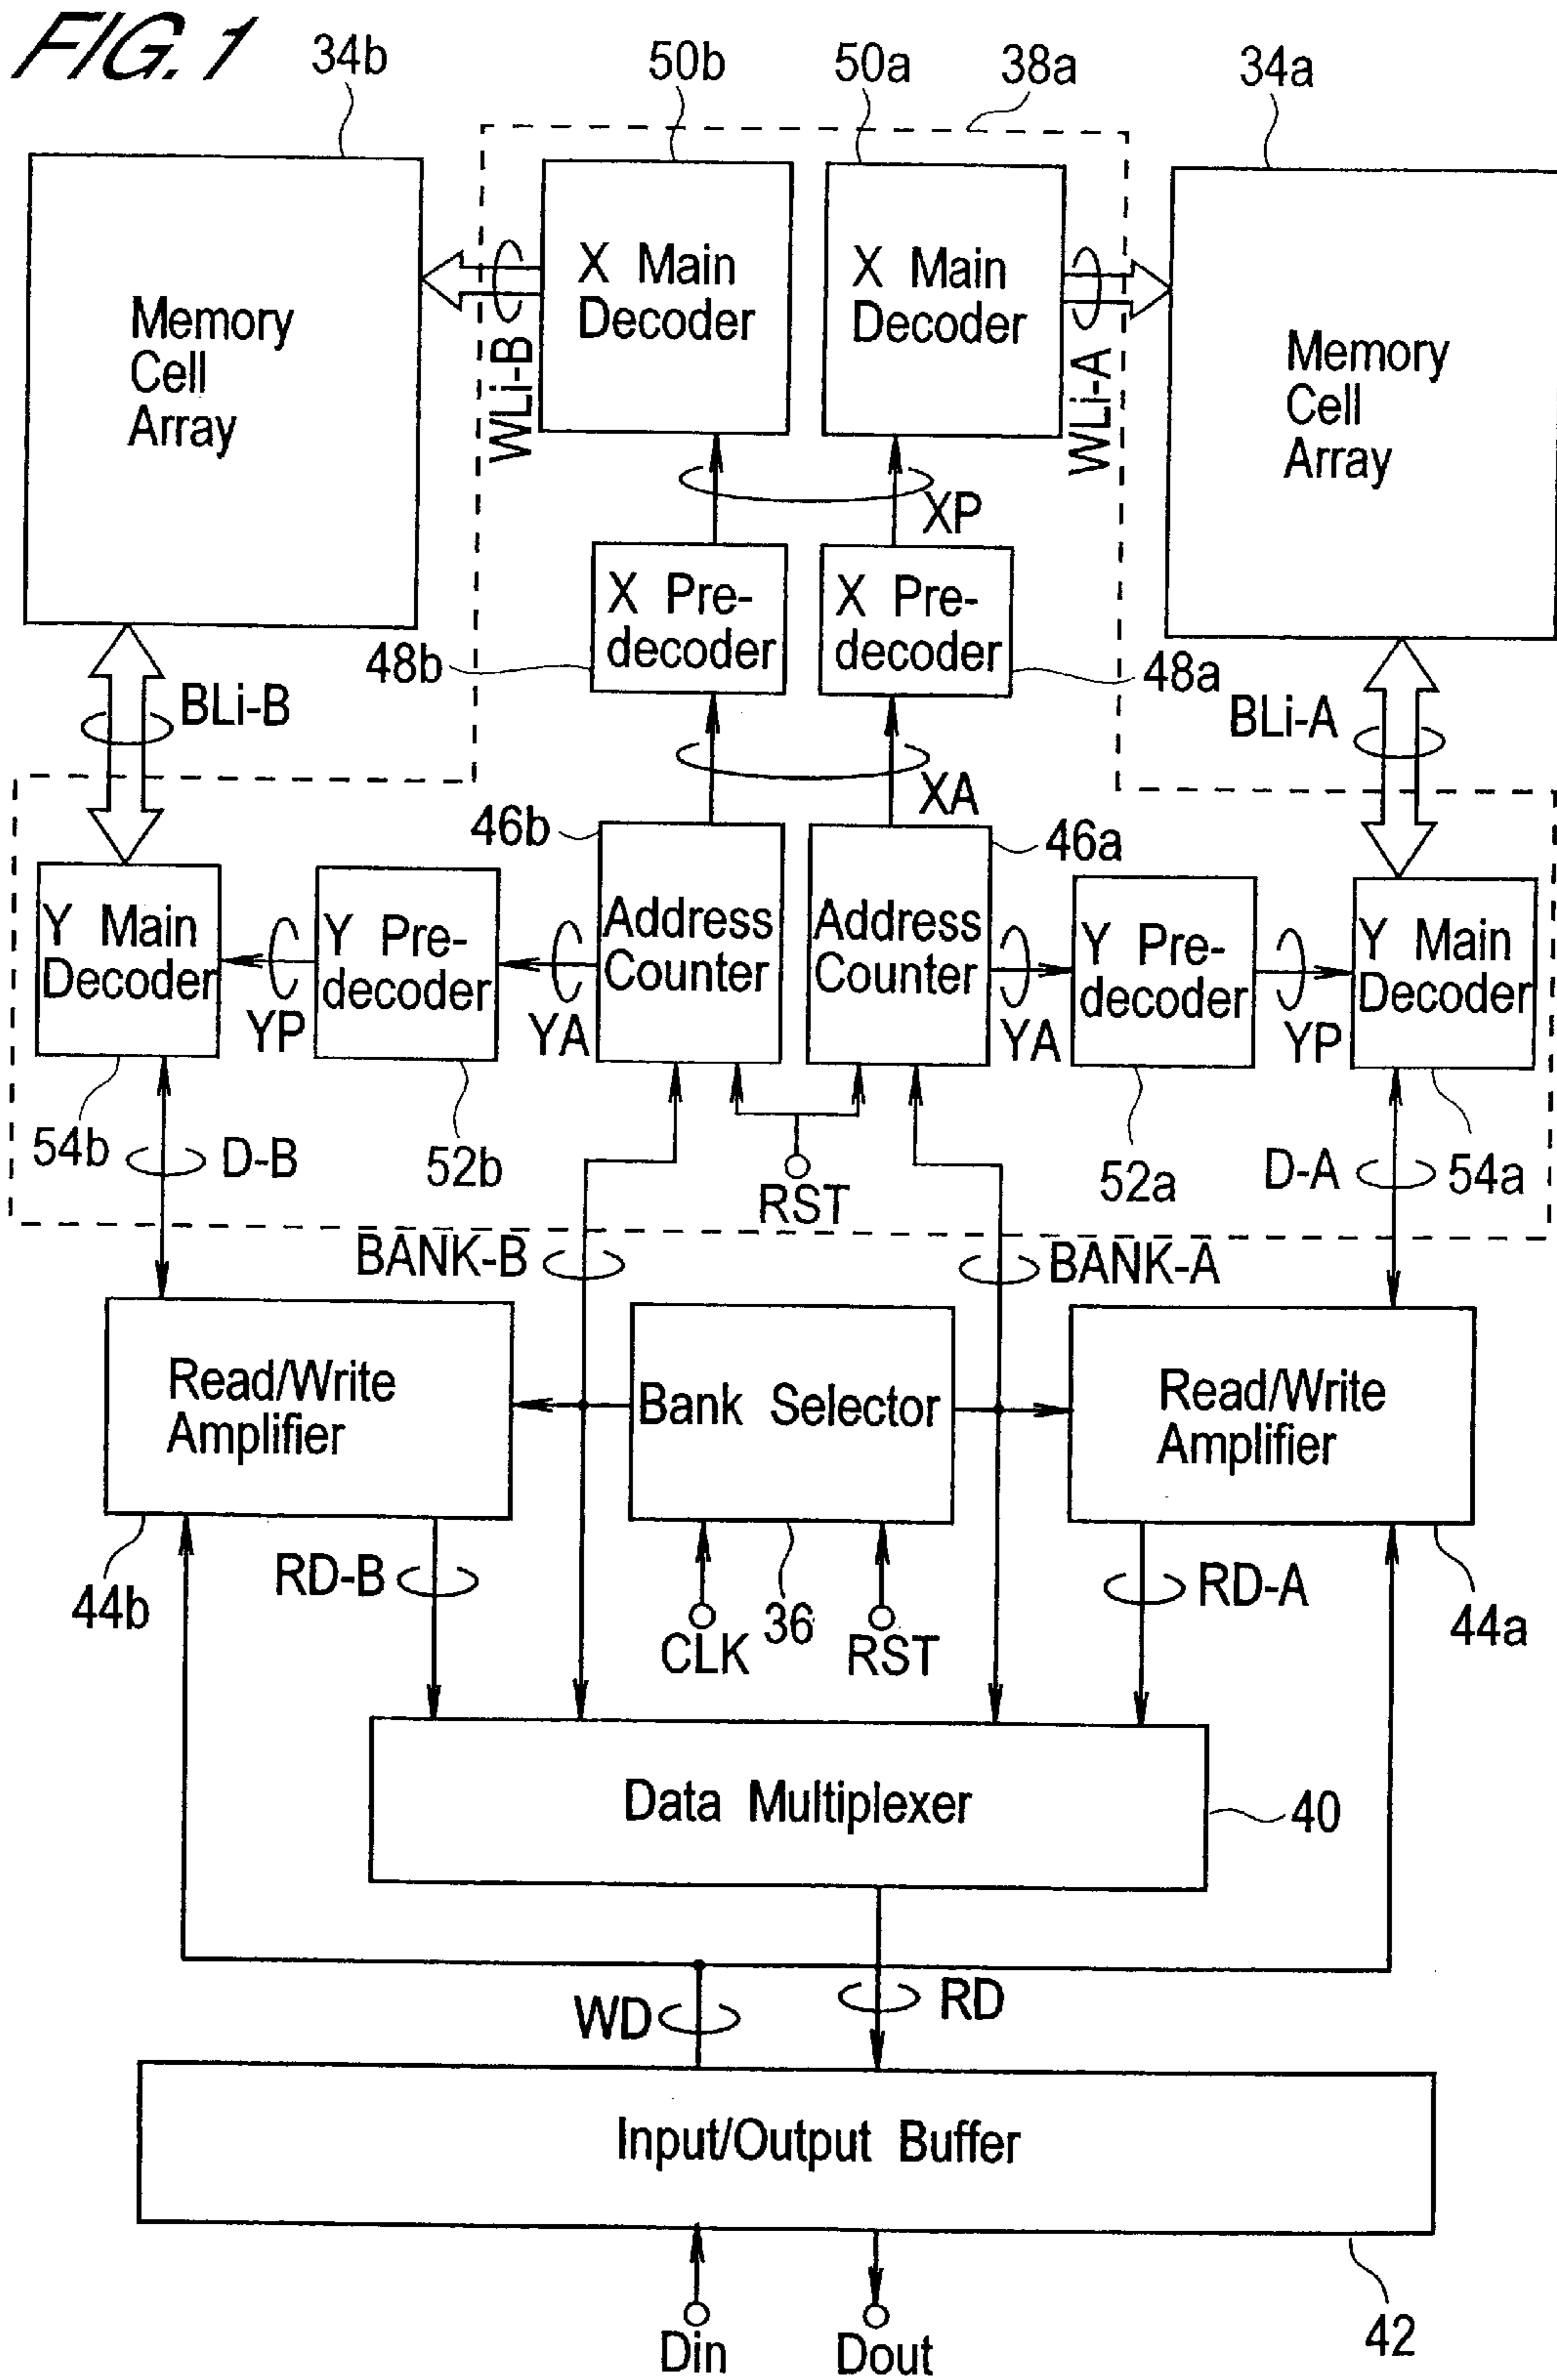 FIG. 1
34b
50b
50a
38a
34a
Memory
Cell
Array
X Main
Decoder
X Main
Decoder
Memory
Cell
Array
WLi-B
WLi-A
XP
X Pre-
decoder
X Pre-
decoder
48b
48a
BLi-B
BLi-A
XA
46b
46a
Y Main
Decoder
Y Pre-
decoder
Address
Counter
Address
Counter
Y Pre-
decoder
Y Main
Decoder
YP
YA
YA
YP
54b
D-B
52b
RST
52a
D-A
54a
BANK-B
BANK-A
Read/Write
Amplifier
Bank Selector
Read/Write
Amplifier
44b
RD-B
CLK
36
RST
RD-A
44a
Data Multiplexer
40
WD
RD
Input/Output Buffer
42
Din
Dout